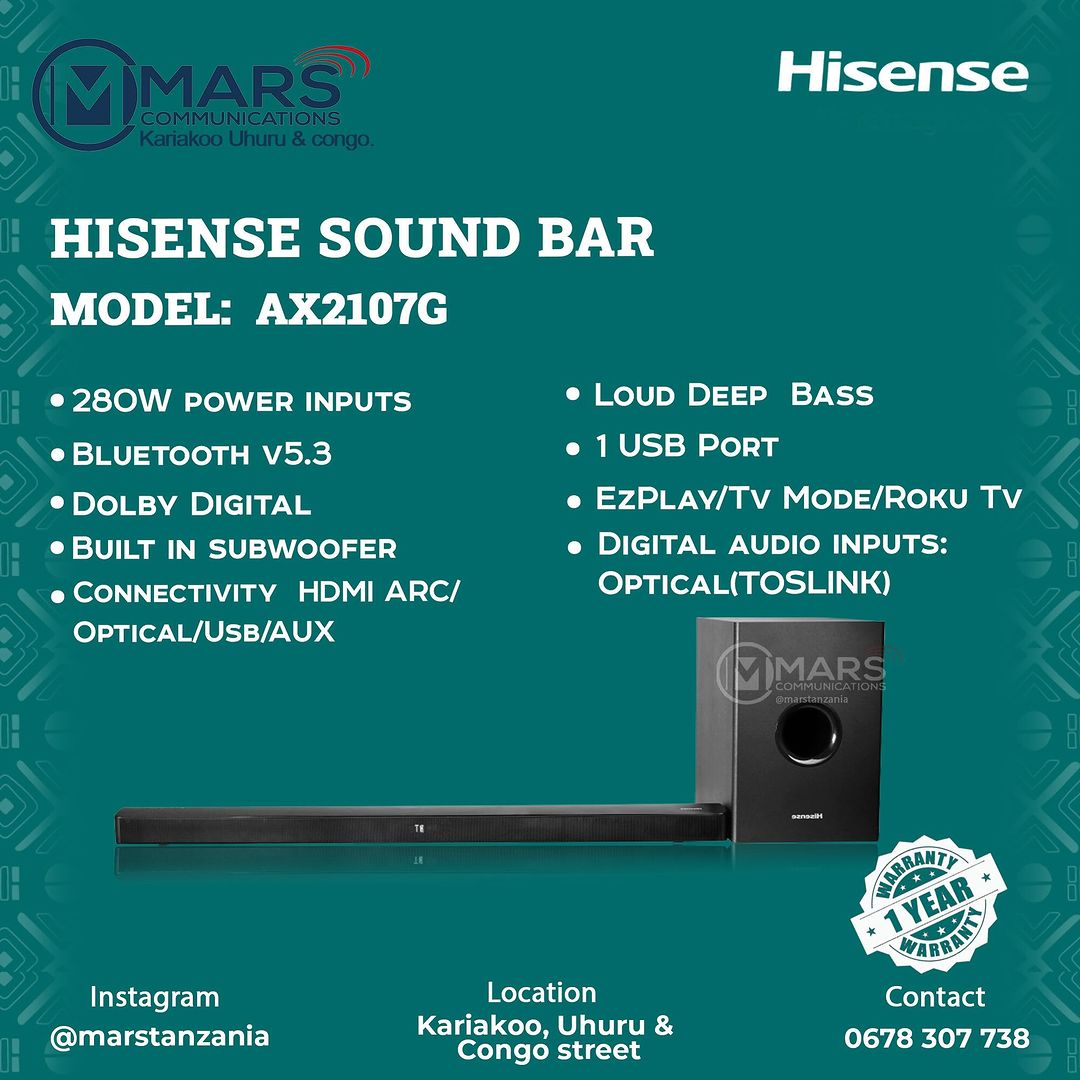 MARS
COMMUNICATIONS
Kariakoo Uhuru & congo.
Hisense
HISENSE SOUND BAR
MODEL: AX2107G
• 280W POWER INPUTS
• BLUETOOTH V5.3
• DOLBY DIGITAL
• BUILT IN SUBWOOFER
• CONNECTIVITY HDMI ARC/
OPTICAL/USB/AUX
• LOUD DEEP BASS
• 1 USB PORT
• EZPLAY/TV MODE/ROKU TV
• DIGITAL AUDIO INPUTS:
OPTICAL(TOSLINK)
MARS
COMMUNICATIONS
@marstanzania
Hisense
WARRANTY
1 YEAR
WARRANTY
Instagram
@marstanzania
Location
Kariakoo, Uhuru &
Congo street
Contact
0678 307 738